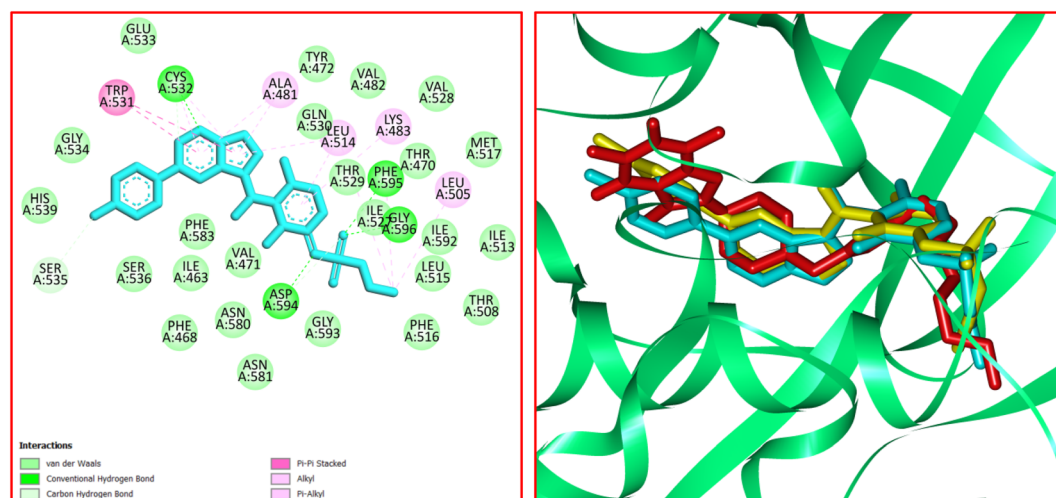 GLU
A:533
CYS
A:532
TYR
A:472
VAL
A:482
TRP
A:531
ALA
A:481
VAL
A:528
GLN
A:530
LEU
A:514
LYS
A:483
GLY
A:534
MET
A:517
THR
A:529
PHE
A:595
THR
A:470
LEU
A:505
HIS
A:539
PHE
A:583
ILE
A:527
GLY
A:596
ILE
A:592
ILE
A:513
SER
A:535
SER
A:536
ILE
A:463
VAL
A:471
LEU
A:515
ASP
A:594
THR
A:508
PHE
A:468
ASN
A:580
GLY
A:593
PHE
A:516
ASN
A:581
Interactions
van der Waals
Conventional Hydrogen Bond
Carbon Hydrogen Bond
Pi-Pi Stacked
Alkyl
Pi-Alkyl